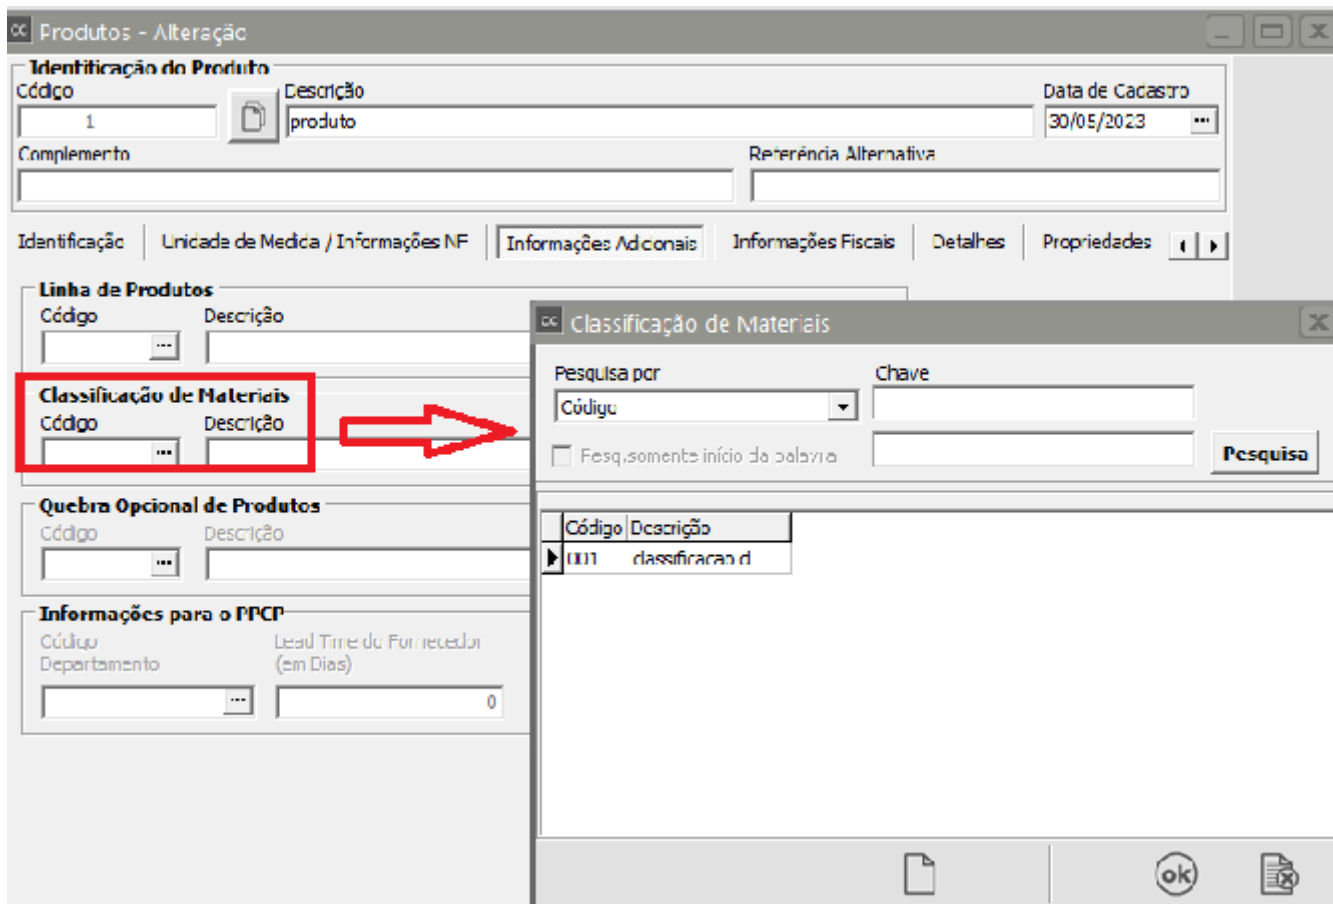 Produtos - Alteração
Identificação do Produto
Código Descrição Data de Cadastro
1 produto 30/05/2023 ...
Complemento Referência Alternativa
Identificação Unidade de Medida / Informações NF Informações Adicionais Informações Fiscais Detalhes Propriedades
Linha de Produtos
Código Descrição
...
Classificação de Materiais
Código Descrição
...
Quebra Opcional de Produtos
Código Descrição
...
Informações para o PPCP
Código Departamento
Lead Time do Fornecedor (em Dias)
... 0
Classificação de Materiais
Pesquisa por Chave
Código
Pesq.somente início da palavra Pesquisa
Código Descrição
001 classificacao d
ok